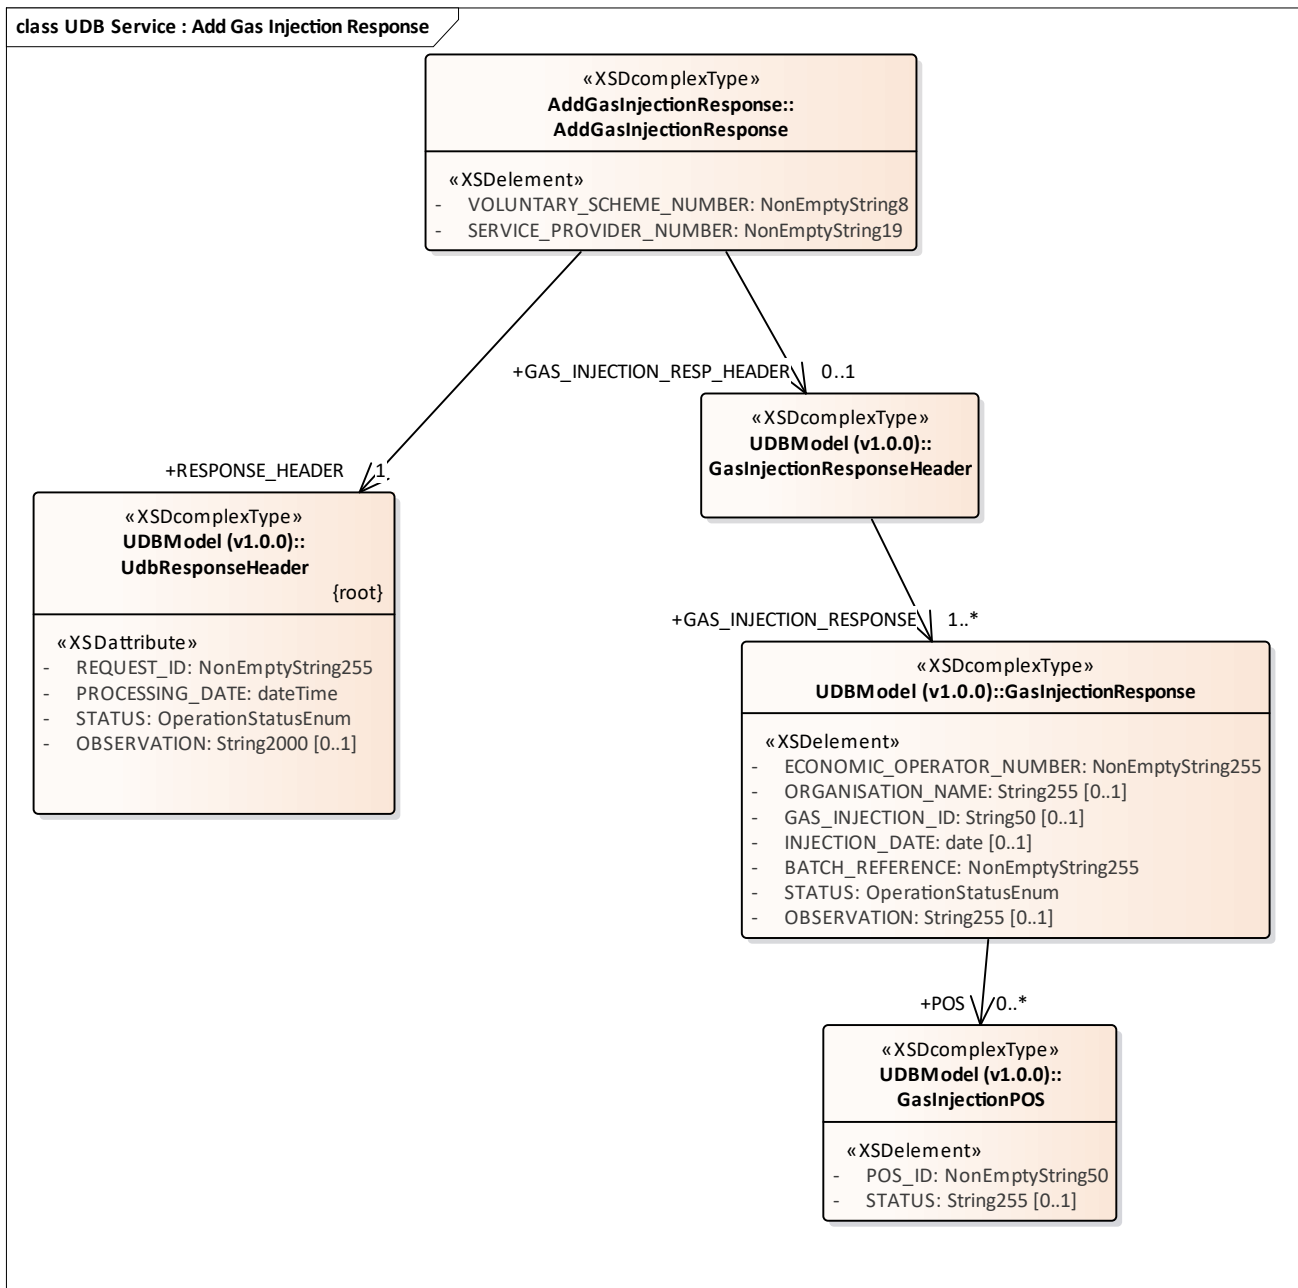 class UDB Service : Add Gas Injection Response
«XSDcomplexType»
AddGasInjectionResponse::
AddGasInjectionResponse
«XSDelement»
- VOLUNTARY_SCHEME_NUMBER: NonEmptyString8
- SERVICE_PROVIDER_NUMBER: NonEmptyString19
+GAS_INJECTION_RESP_HEADER 0..1
«XSDcomplexType»
UDBModel (v1.0.0)::
GasInjectionResponseHeader
+RESPONSE_HEADER 1
«XSDcomplexType»
UDBModel (v1.0.0)::
UdbResponseHeader
{root}
«XSDattribute»
- REQUEST_ID: NonEmptyString255
- PROCESSING_DATE: dateTime
- STATUS: OperationStatusEnum
- OBSERVATION: String2000 [0..1]
+GAS_INJECTION_RESPONSE 1..*
«XSDcomplexType»
UDBModel (v1.0.0)::GasInjectionResponse
«XSDelement»
- ECONOMIC_OPERATOR_NUMBER: NonEmptyString255
- ORGANISATION_NAME: String255 [0..1]
- GAS_INJECTION_ID: String50 [0..1]
- INJECTION_DATE: date [0..1]
- BATCH_REFERENCE: NonEmptyString255
- STATUS: OperationStatusEnum
- OBSERVATION: String255 [0..1]
+POS 0..*
«XSDcomplexType»
UDBModel (v1.0.0)::
GasInjectionPOS
«XSDelement»
- POS_ID: NonEmptyString50
- STATUS: String255 [0..1]